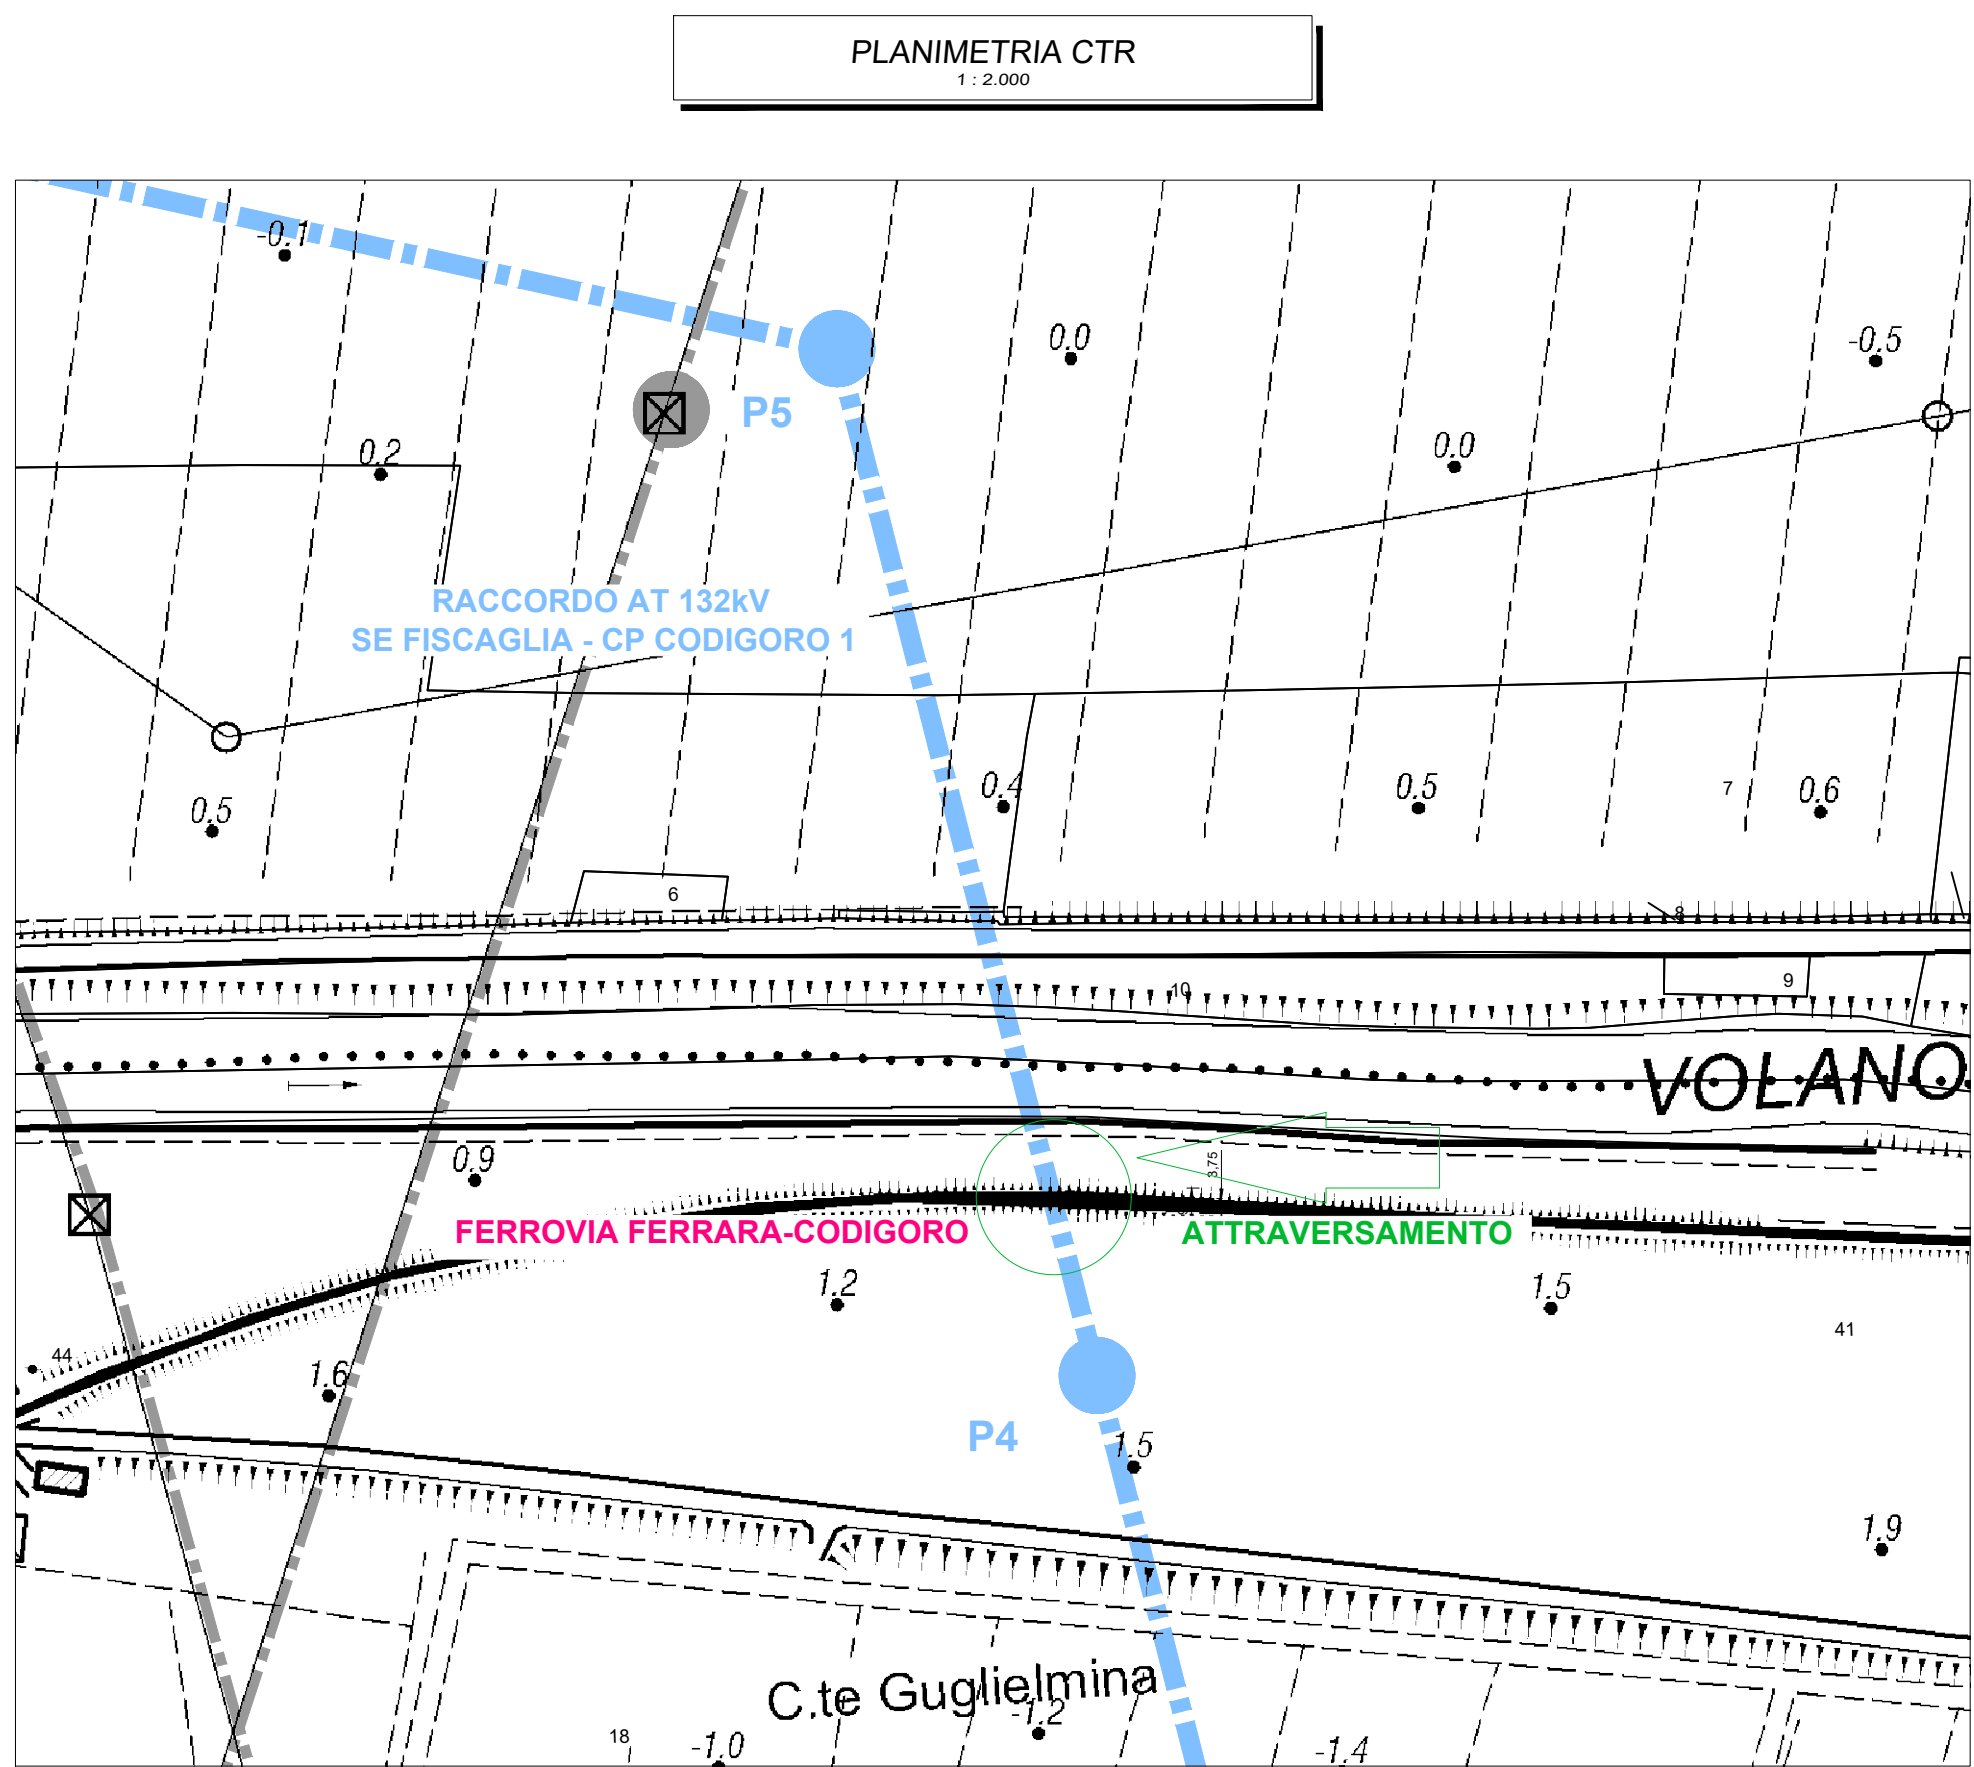 PLANIMETRIA CTR
1 : 2.000
-0.1
0.0
-0.5
P5
0.2
0.0
RACCORDO AT 132kV
SE FISCAGLIA - CP CODIGORO 1
0.5
0.4
0.5
7
0.6
6
8
9
10
VOLANO
0.9
3.75
FERROVIA FERRARA-CODIGORO
ATTRAVERSAMENTO
1.2
1.5
41
44
1.6
P4
1.5
1.9
C.te Guglielmina
-1.2
18
-1.0
-1.4